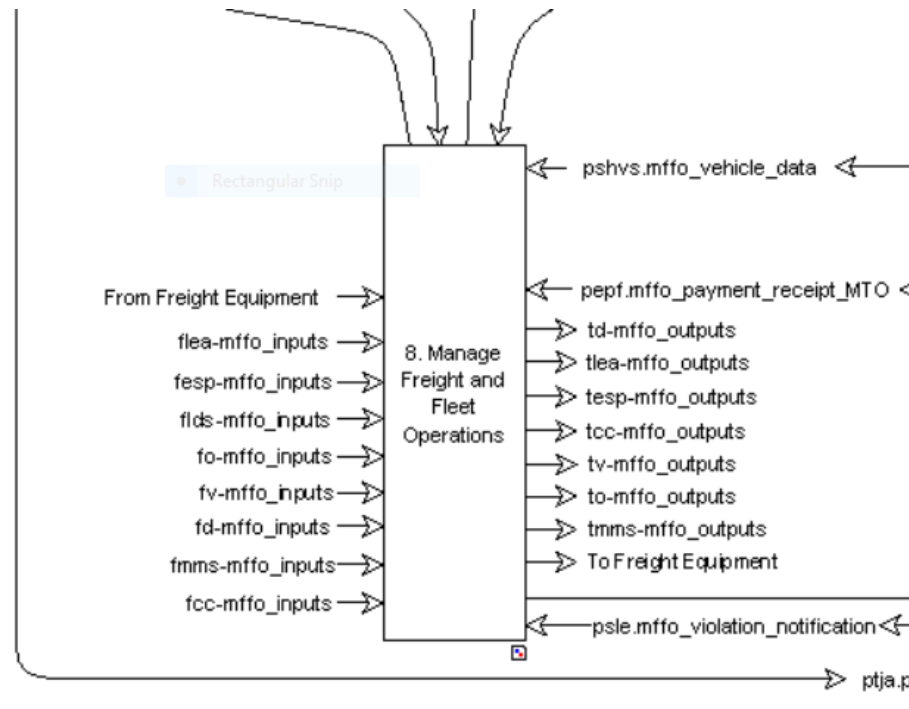 Rectangular Snip
pshvs.mffo_vehicle_data
From Freight Equipment
flea-mffo_inputs
fesp-mffo_inputs
flds-mffo_inputs
fo-mffo_inputs
fv-mffo_inputs
fd-mffo_inputs
fmms-mffo_inputs
fcc-mffo_inputs
8. Manage
Freight and
Fleet
Operations
pepf.mffo_payment_receipt_MTO
td-mffo_outputs
tlea-mffo_outputs
tesp-mffo_outputs
tcc-mffo_outputs
tv-mffo_outputs
to-mffo_outputs
tmms-mffo_outputs
To Freight Equipment
psle.mffo_violation_notification
ptja.p